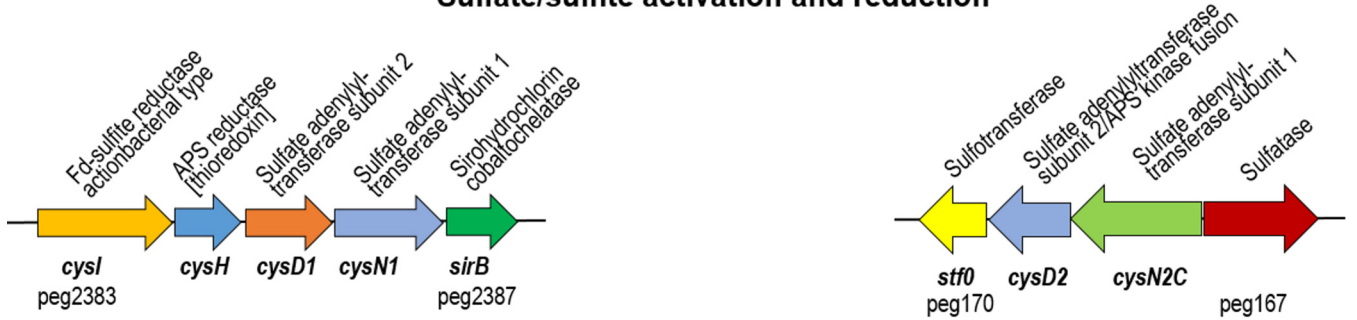 Sulfate/sulfite activation and reduction
Fd-sulfite reductase
actionbacterial type
APS reductase
[thioredoxin]
Sulfate adenylyl-
transferase subunit 2
Sulfate adenylyl-
transferase subunit 1
Sirohydrochlorin
cobaltochelatase
Sulfotransferase
Sulfate adenylyltransferase
subunit 2/APS kinase fusion
Sulfate adenylyl-
transferase subunit 1
Sulfatase
cysI
cysH
cysD1
cysN1
sirB
stf0
cysD2
cysN2C
peg2383
peg2387
peg170
peg167